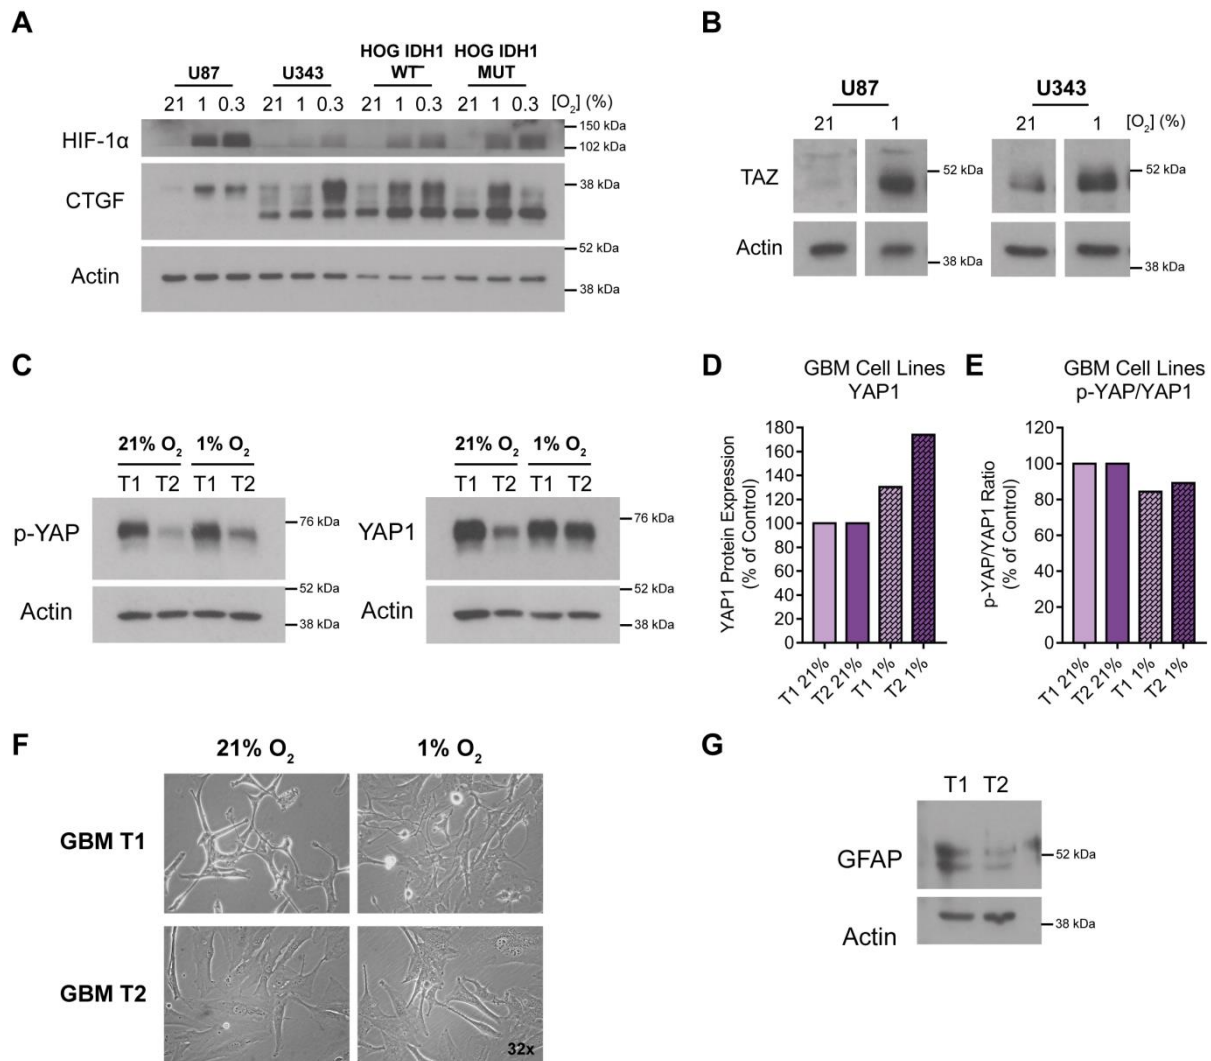 A
U87
U343
HOG IDH1
WT
HOG IDH1
MUT
21 1 0.3 21 1 0.3 21 1 0.3 21 1 0.3 [O2] (%)
HIF-1α
150 kDa
102 kDa
CTGF
38 kDa
Actin
52 kDa
38 kDa
B
U87
U343
21 1 21 1 [O2] (%)
TAZ
52 kDa
52 kDa
Actin
38 kDa
38 kDa
C
21% O2 1% O2
T1 T2 T1 T2
p-YAP
76 kDa
Actin
52 kDa
38 kDa
21% O2 1% O2
T1 T2 T1 T2
YAP1
76 kDa
Actin
52 kDa
38 kDa
D
GBM Cell Lines
YAP1
YAP1 Protein Expression
(% of Control)
180
160
140
120
100
80
60
40
20
0
T1 21%
T2 21%
T1 1%
T2 1%
E
GBM Cell Lines
p-YAP/YAP1
p-YAP/YAP1 Ratio
(% of Control)
120
100
80
60
40
20
0
T1 21%
T2 21%
T1 1%
T2 1%
F
21% O2
1% O2
GBM T1
GBM T2
32x
G
T1 T2
GFAP
52 kDa
Actin
38 kDa